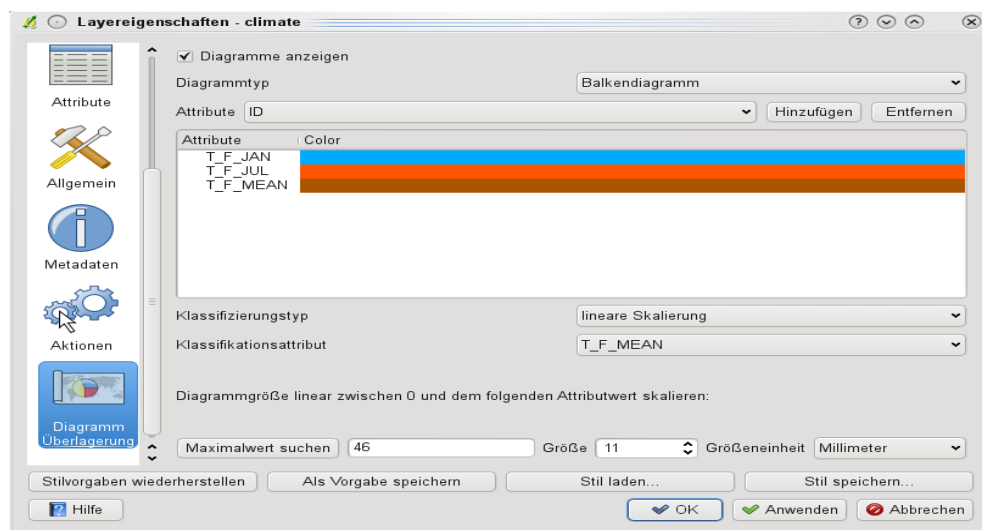 Layereigenschaften - climate
Attribute
Allgemein
Metadaten
Aktionen
Diagramm
Überlagerung
Diagramme anzeigen
Diagrammtyp Balkendiagramm
Attribute ID Hinzufügen Entfernen
Attribute Color
T_F_JAN
T_F_JUL
T_F_MEAN
Klassifizierungstyp lineare Skalierung
Klassifikationsattribut T_F_MEAN
Diagrammgröße linear zwischen 0 und dem folgenden Attributwert skalieren:
Maximalwert suchen 46 Größe 11 Größeneinheit Millimeter
Stilvorgaben wiederherstellen Als Vorgabe speichern Stil laden... Stil speichern...
Hilfe OK Anwenden Abbrechen